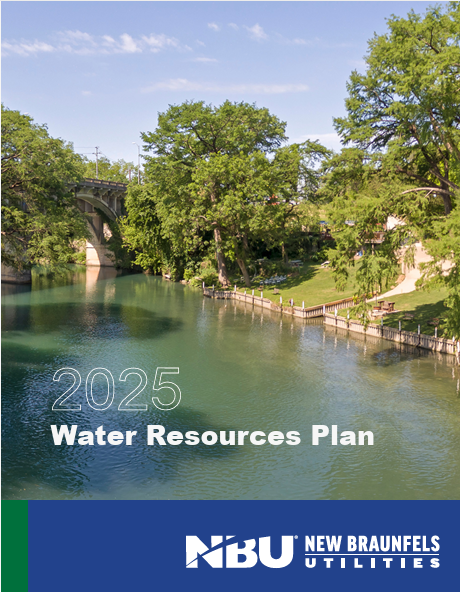 2025
Water Resources Plan
NBU® NEW BRAUNFELS
UTILITIES